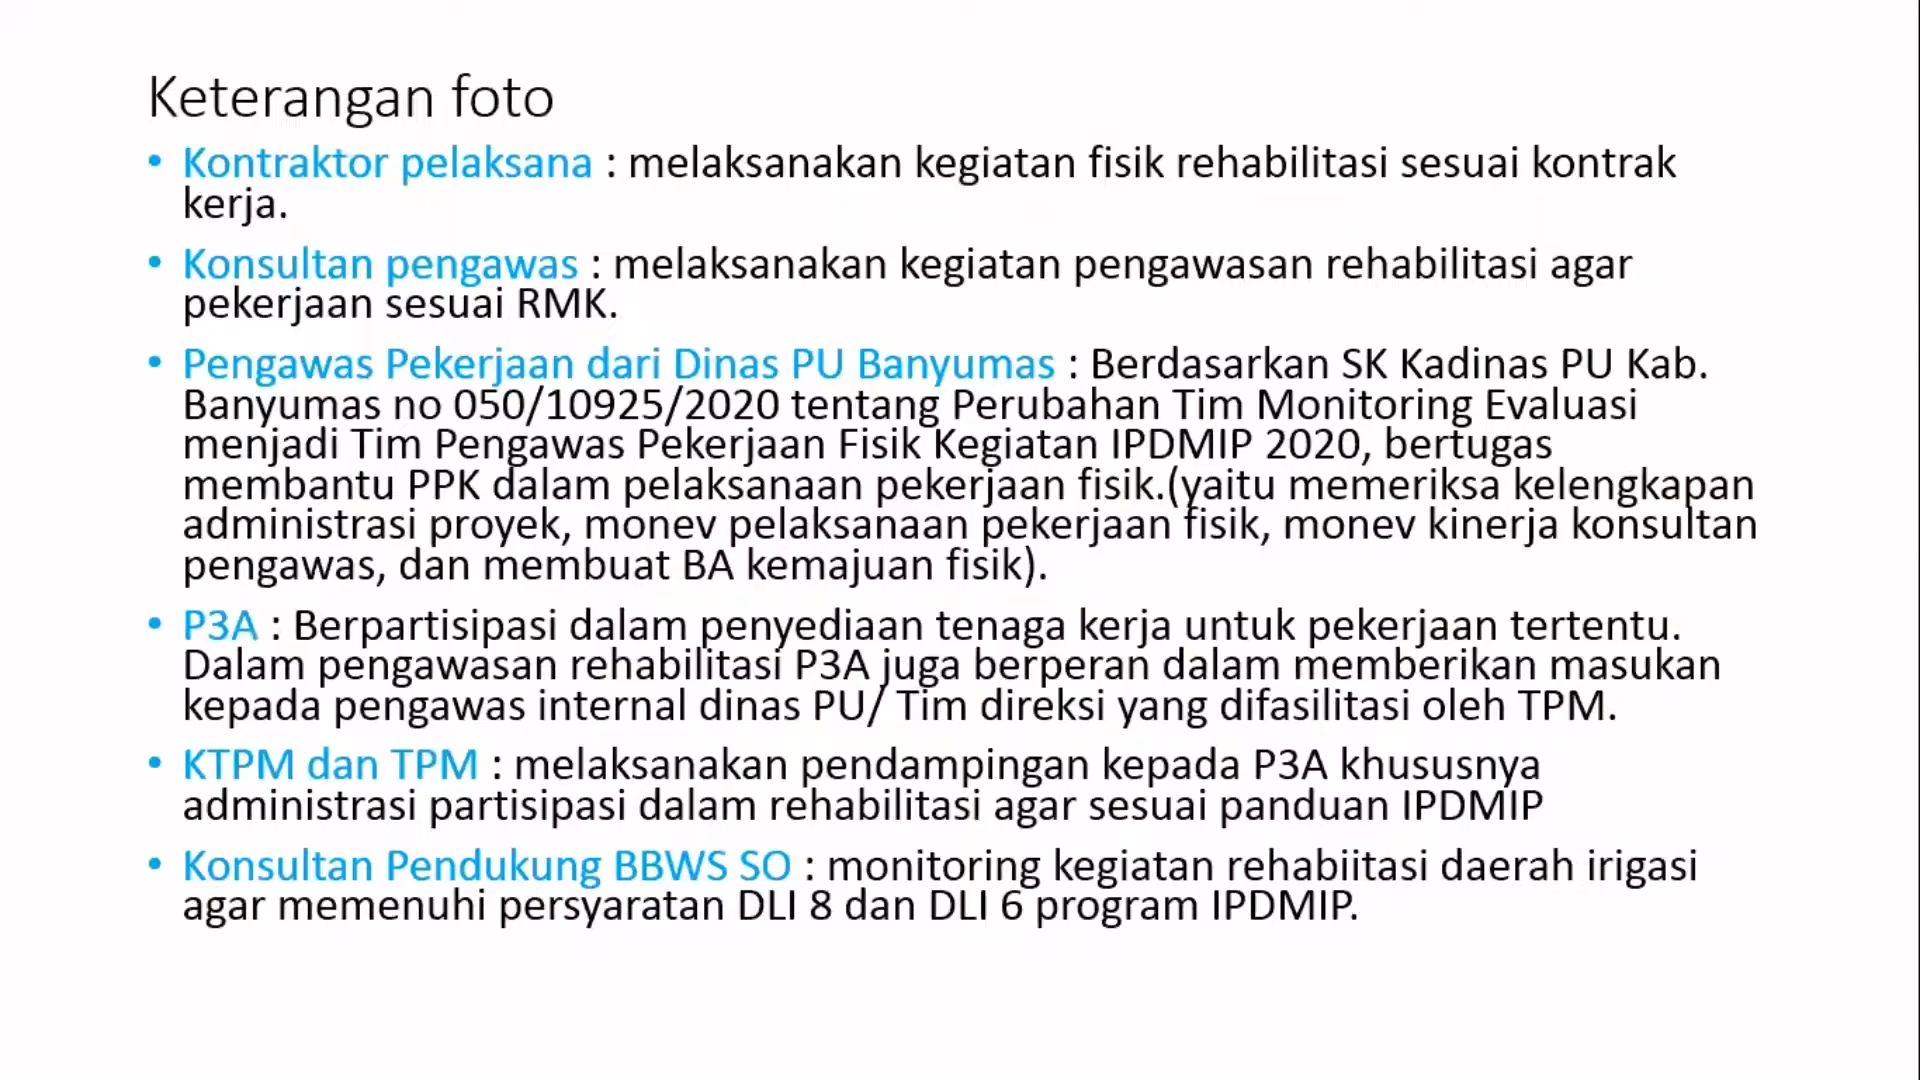 Keterangan foto
• Kontraktor pelaksana : melaksanakan kegiatan fisik rehabilitasi sesuai kontrak
kerja.
• Konsultan pengawas : melaksanakan kegiatan pengawasan rehabilitasi agar
pekerjaan sesuai RMK.
• Pengawas Pekerjaan dari Dinas PU Banyumas : Berdasarkan SK Kadinas PU Kab.
Banyumas no 050/10925/2020 tentang Perubahan Tim Monitoring Evaluasi
menjadi Tim Pengawas Pekerjaan Fisik Kegiatan IPDMIP 2020, bertugas
membantu PPK dalam pelaksanaan pekerjaan fisik.(yaitu memeriksa kelengkapan
administrasi proyek, monev pelaksanaan pekerjaan fisik, monev kinerja konsultan
pengawas, dan membuat BA kemajuan fisik).
• P3A : Berpartisipasi dalam penyediaan tenaga kerja untuk pekerjaan tertentu.
Dalam pengawasan rehabilitasi P3A juga berperan dalam memberikan masukan
kepada pengawas internal dinas PU/ Tim direksi yang difasilitasi oleh TPM.
• KTPM dan TPM : melaksanakan pendampingan kepada P3A khususnya
administrasi partisipasi dalam rehabilitasi agar sesuai panduan IPDMIP
• Konsultan Pendukung BBWS SO : monitoring kegiatan rehabiitasi daerah irigasi
agar memenuhi persyaratan DLI 8 dan DLI 6 program IPDMIP.